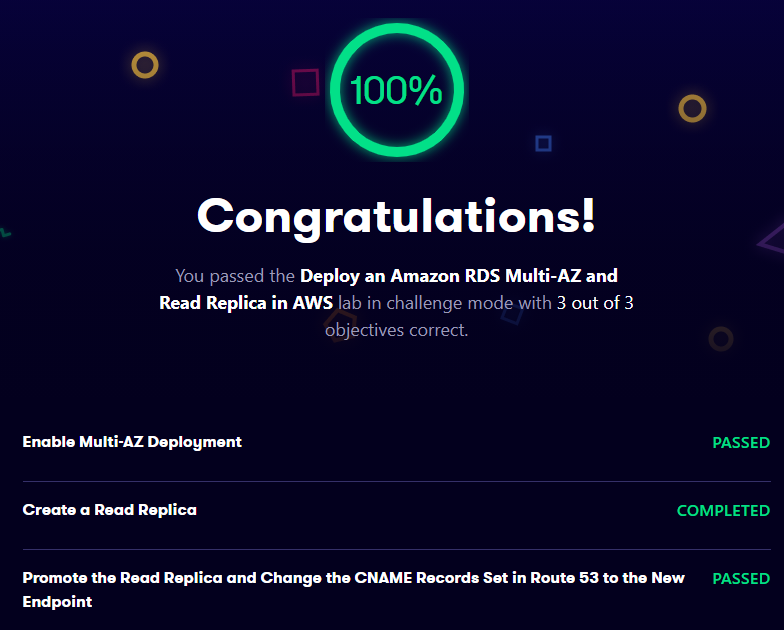 100%
Congratulations!
You passed the Deploy an Amazon RDS Multi-AZ and
Read Replica in AWS lab in challenge mode with 3 out of 3
objectives correct.
Enable Multi-AZ Deployment
PASSED
Create a Read Replica
COMPLETED
Promote the Read Replica and Change the CNAME Records Set in Route 53 to the New
Endpoint
PASSED